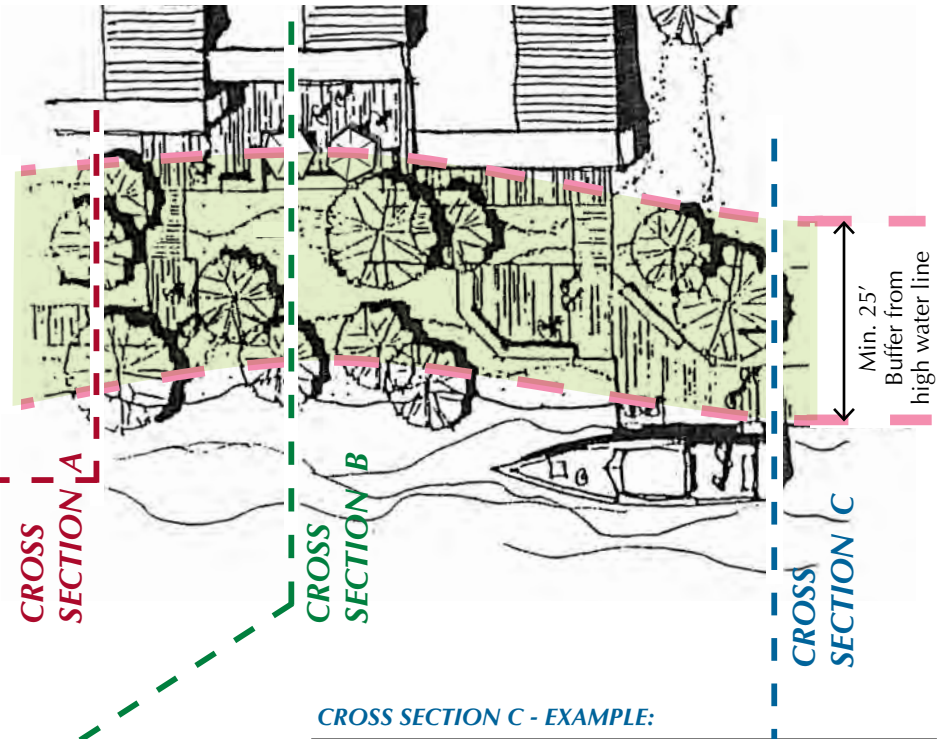 Min. 25'
Buffer from
high water line
CROSS
SECTION A
CROSS
SECTION B
CROSS
SECTION C
CROSS SECTION C - EXAMPLE: